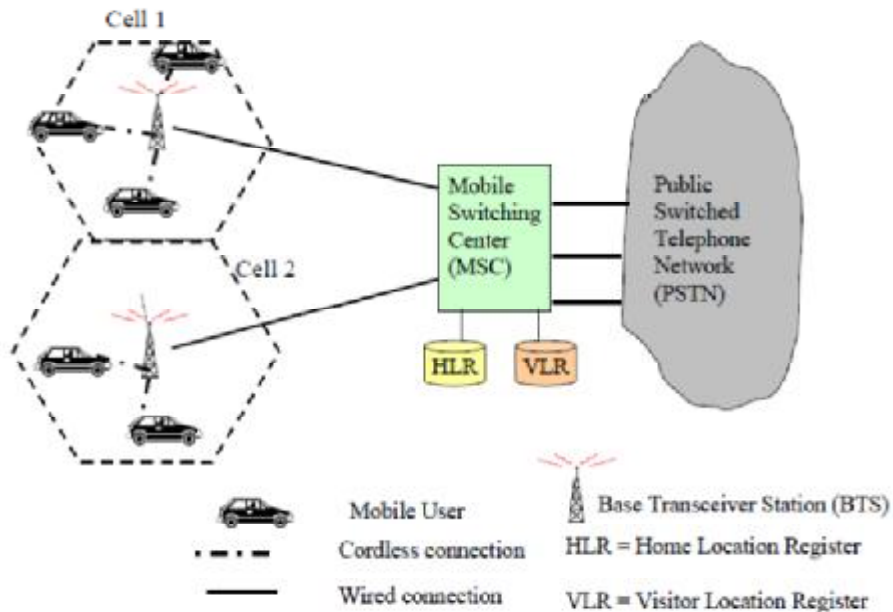 Cell 1
Mobile
Switching
Center
(MSC)
Public
Switched
Telephone
Network
(PSTN)
Cell 2
HLR
VLR
Mobile User
Base Transceiver Station (BTS)
Cordless connection
HLR = Home Location Register
Wired connection
VLR = Visitor Location Register